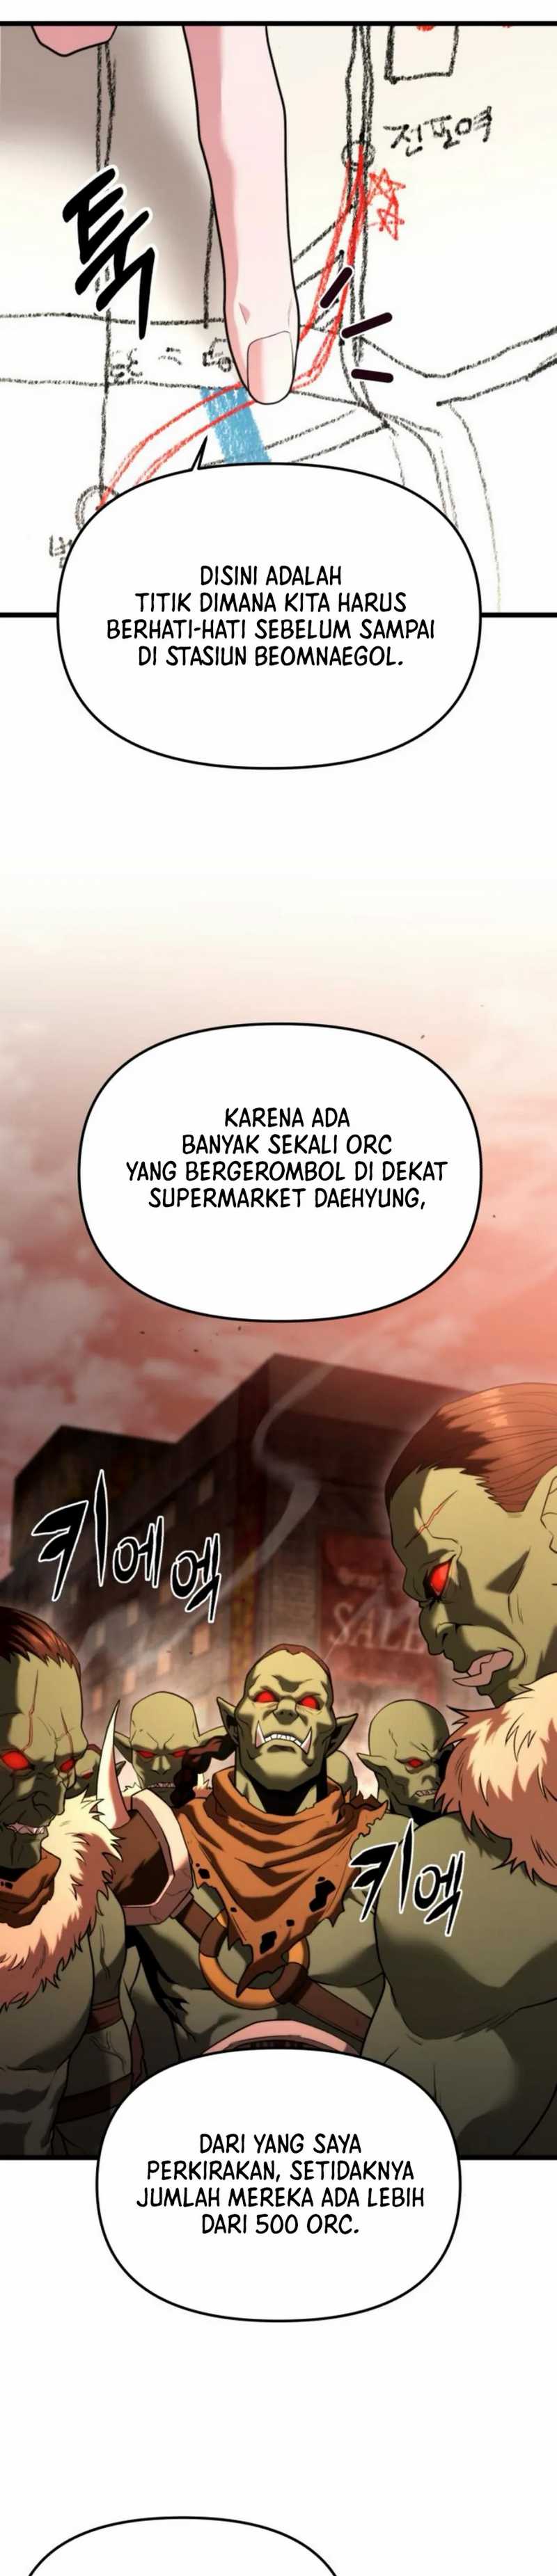 전포역
툭
DISINI ADALAH
TITIK DIMANA KITA HARUS
BERHATI-HATI SEBELUM SAMPAI
DI STASIUN BEOMNAEGOL.
KARENA ADA
BANYAK SEKALI ORC
YANG BERGEROMBOL DI DEKAT
SUPERMARKET DAEHYUNG,
키에엑
SALE
키엑
DARI YANG SAYA
PERKIRAKAN, SETIDAKNYA
JUMLAH MEREKA ADA LEBIH
DARI 500 ORC.